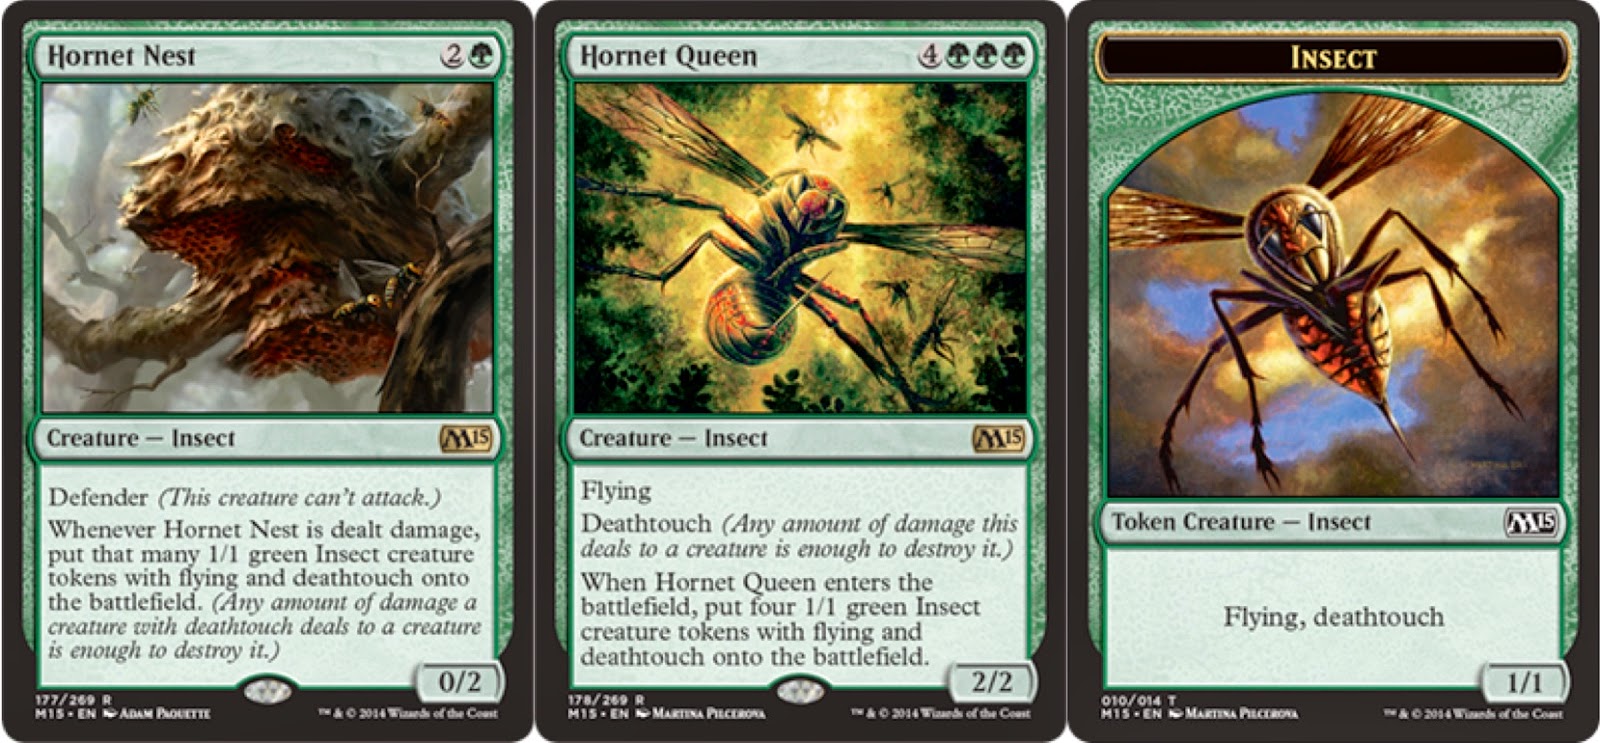 Hornet Nest 2
Creature — Insect M15
Defender (This creature can't attack.)
Whenever Hornet Nest is dealt damage,
put that many 1/1 green Insect creature
tokens with flying and deathtouch onto
the battlefield. (Any amount of damage a
creature with deathtouch deals to a creature
is enough to destroy it.)
0/2
177/269 R
M15 • EN ADAM PAQUETTE
™ & © 2014 Wizards of the Coast
Hornet Queen 4
Creature — Insect M15
Flying
Deathtouch (Any amount of damage this
deals to a creature is enough to destroy it.)
When Hornet Queen enters the
battlefield, put four 1/1 green Insect
creature tokens with flying and
deathtouch onto the battlefield.
2/2
178/269 R
M15 • EN MARTINA PILCEROVA
™ & © 2014 Wizards of the Coast
INSECT
Token Creature — Insect M15
Flying, deathtouch
1/1
010/014 T
M15 • EN MARTINA PILCEROVA
™ & © 2014 Wizards of the Coast